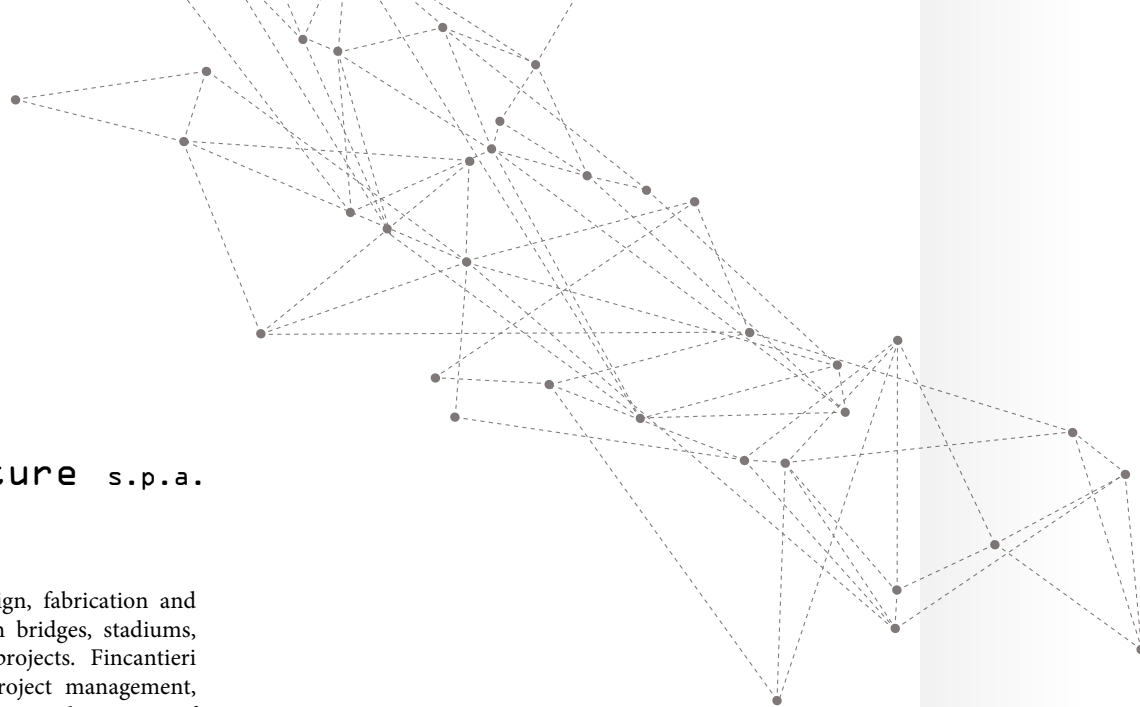 ture s.p.a.
ign, fabrication and
bridges, stadiums,
projects. Fincantieri
roject management,